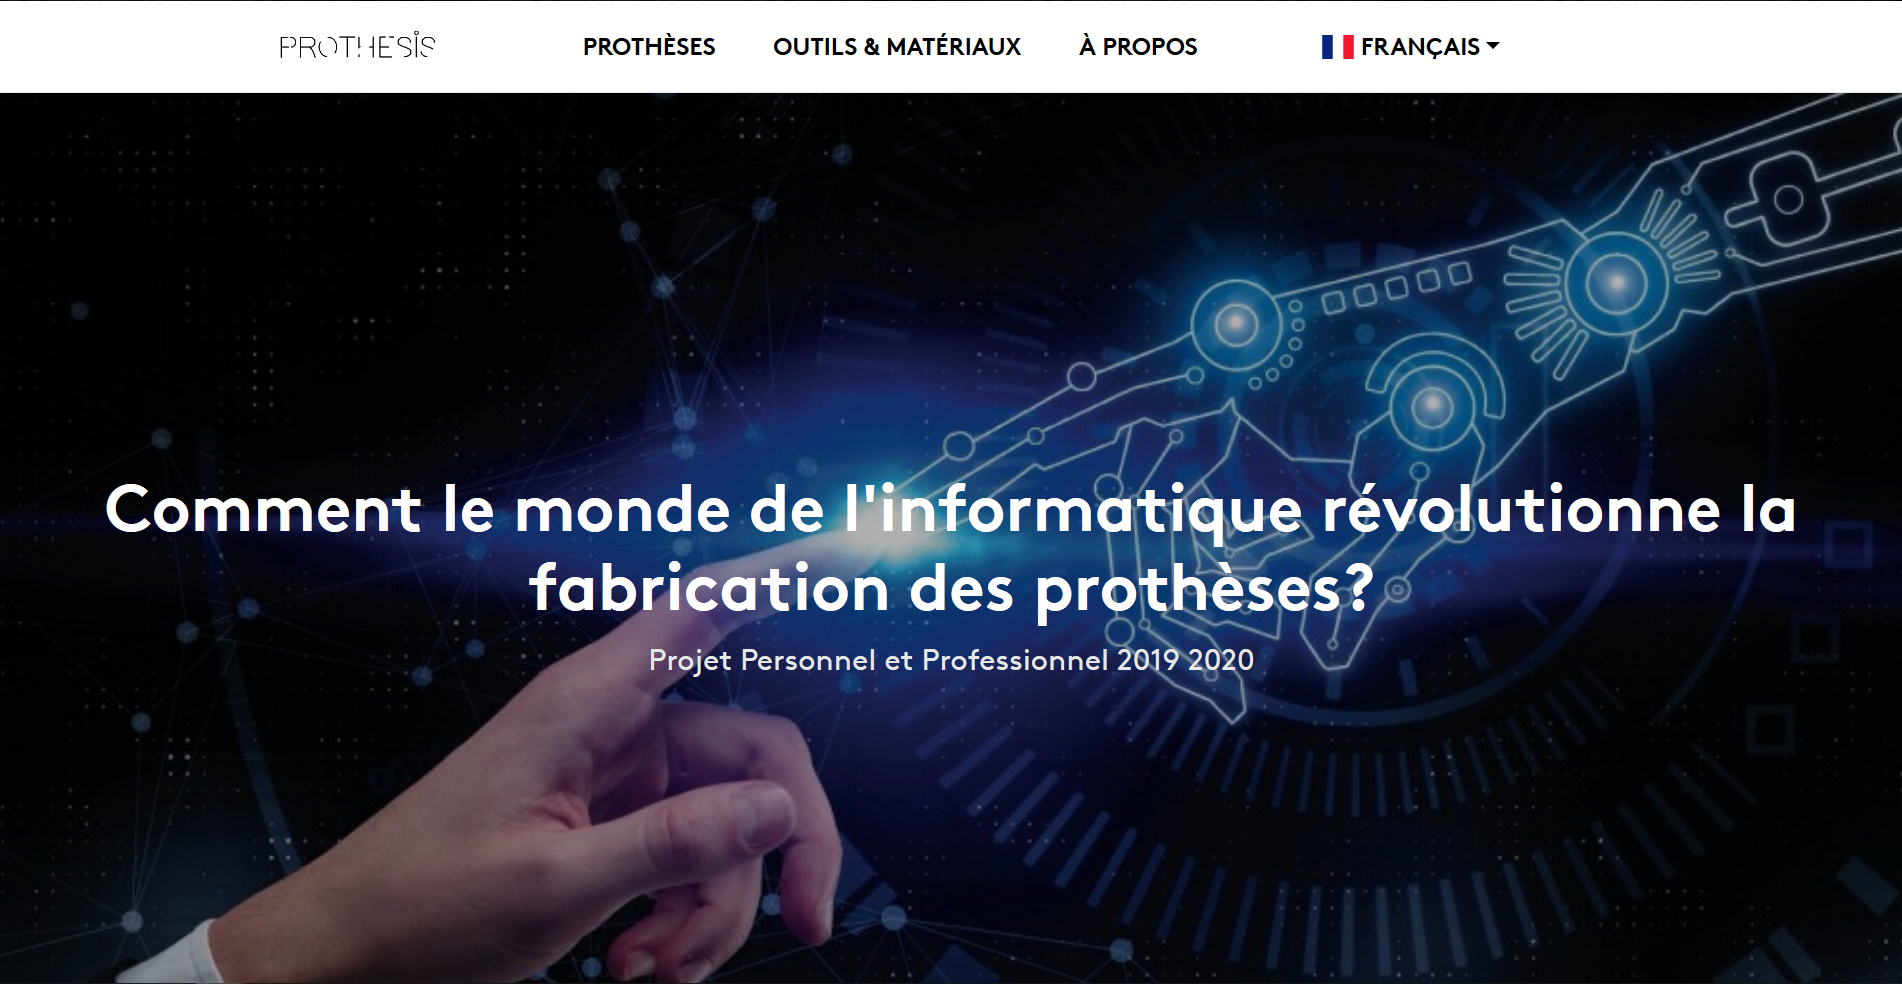 PROTHESIS
PROTHÈSES
OUTILS & MATÉRIAUX
À PROPOS
FRANÇAIS
Comment le monde de l'informatique révolutionne la
fabrication des prothèses?
Projet Personnel et Professionnel 2019 2020